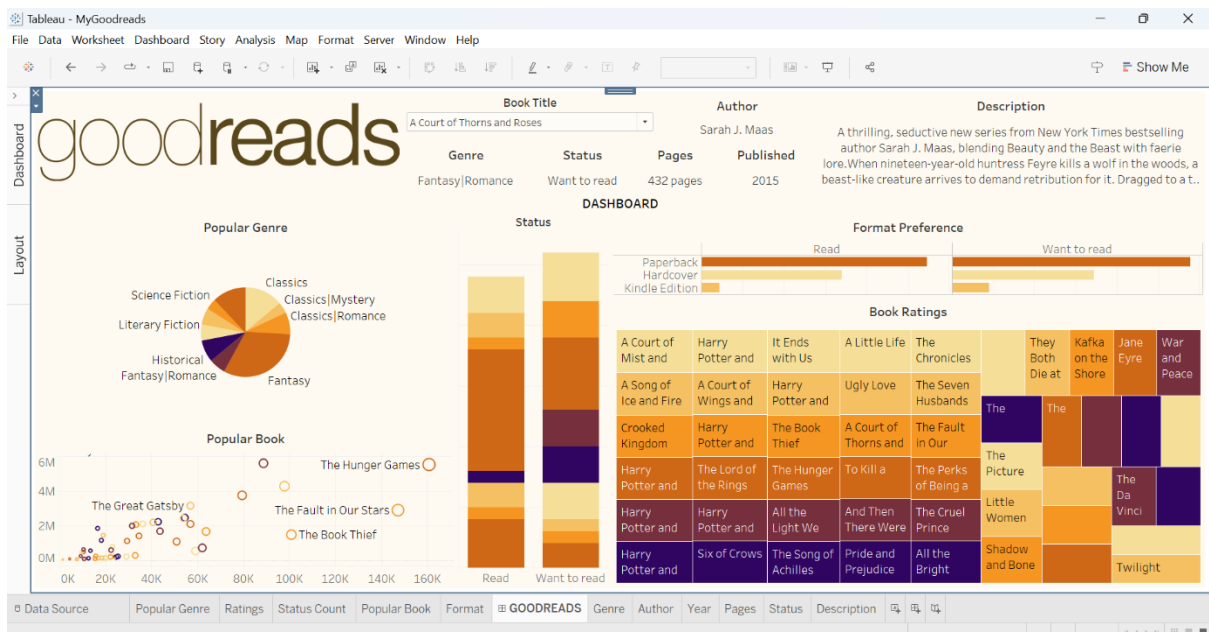 Tableau - MyGoodreads
File Data Worksheet Dashboard Story Analysis Map Format Server Window Help
Show Me
Dashboard
Layout
goodreads
Book Title
A Court of Thorns and Roses
Author
Sarah J. Maas
Genre
Fantasy|Romance
Status
Want to read
Pages
432 pages
Published
2015
Description
A thrilling, seductive new series from New York Times bestselling
author Sarah J. Maas, blending Beauty and the Beast with faerie
lore.When nineteen-year-old huntress Feyre kills a wolf in the woods, a
beast-like creature arrives to demand retribution for it. Dragged to a t..
DASHBOARD
Popular Genre
Classics
Classics|Mystery
Classics|Romance
Fantasy
Fantasy|Romance
Historical
Literary Fiction
Science Fiction
Popular Book
6M
4M
2M
0M
The Hunger Games
The Great Gatsby
The Fault in Our Stars
The Book Thief
0K 20K 40K 60K 80K 100K 120K 140K 160K
Status
Read Want to read
Format Preference
Read Want to read
Paperback
Hardcover
Kindle Edition
Book Ratings
A Court of
Mist and
Harry
Potter and
It Ends
with Us
A Little Life
The
Chronicles
A Song of
Ice and Fire
A Court of
Wings and
Harry
Potter and
Ugly Love
The Seven
Husbands
Crooked
Kingdom
Harry
Potter and
The Book
Thief
A Court of
Thorns and
The Fault
in Our
Harry
Potter and
The Lord of
the Rings
The Hunger
Games
To Kill a
The Perks
of Being a
Harry
Potter and
Harry
Potter and
All the
Light We
And Then
There Were
The Cruel
Prince
Harry
Potter and
Six of Crows
The Song of
Achilles
Pride and
Prejudice
All the
Bright
They
Both
Die at
Kafka
on the
Shore
Jane
Eyre
War
and
Peace
The
The
The
Picture
Little
Women
Shadow
and Bone
The
Da
Vinci
Twilight
Data Source Popular Genre Ratings Status Count Popular Book Format GOODREADS Genre Author Year Pages Status Description